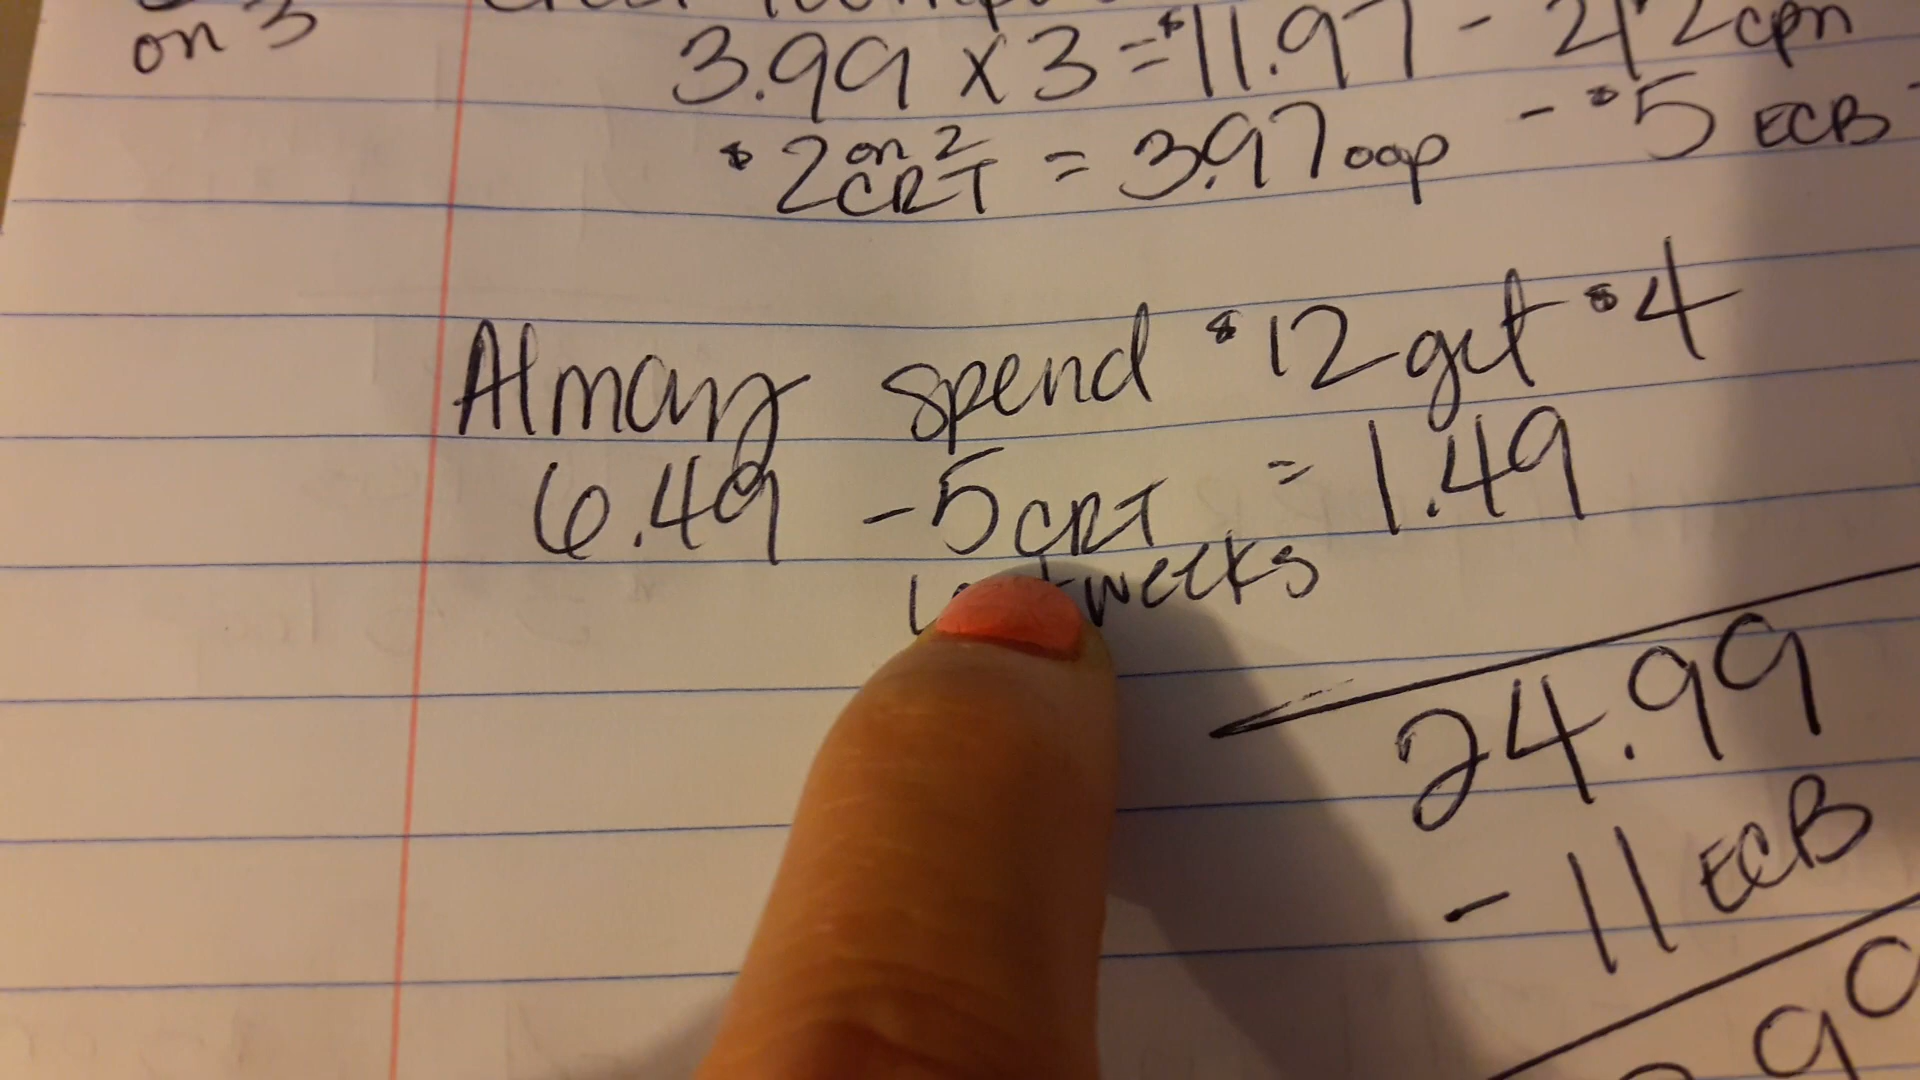 on 3
3.99 x 3 = $11.97 - 2/2 cpn
$2 on 2 CRT = 3.97 oop - $5 ECB
Almay spend $12 get $4
6.49 - 5 CRT = 1.49
weeks
24.99
- 11 ECB